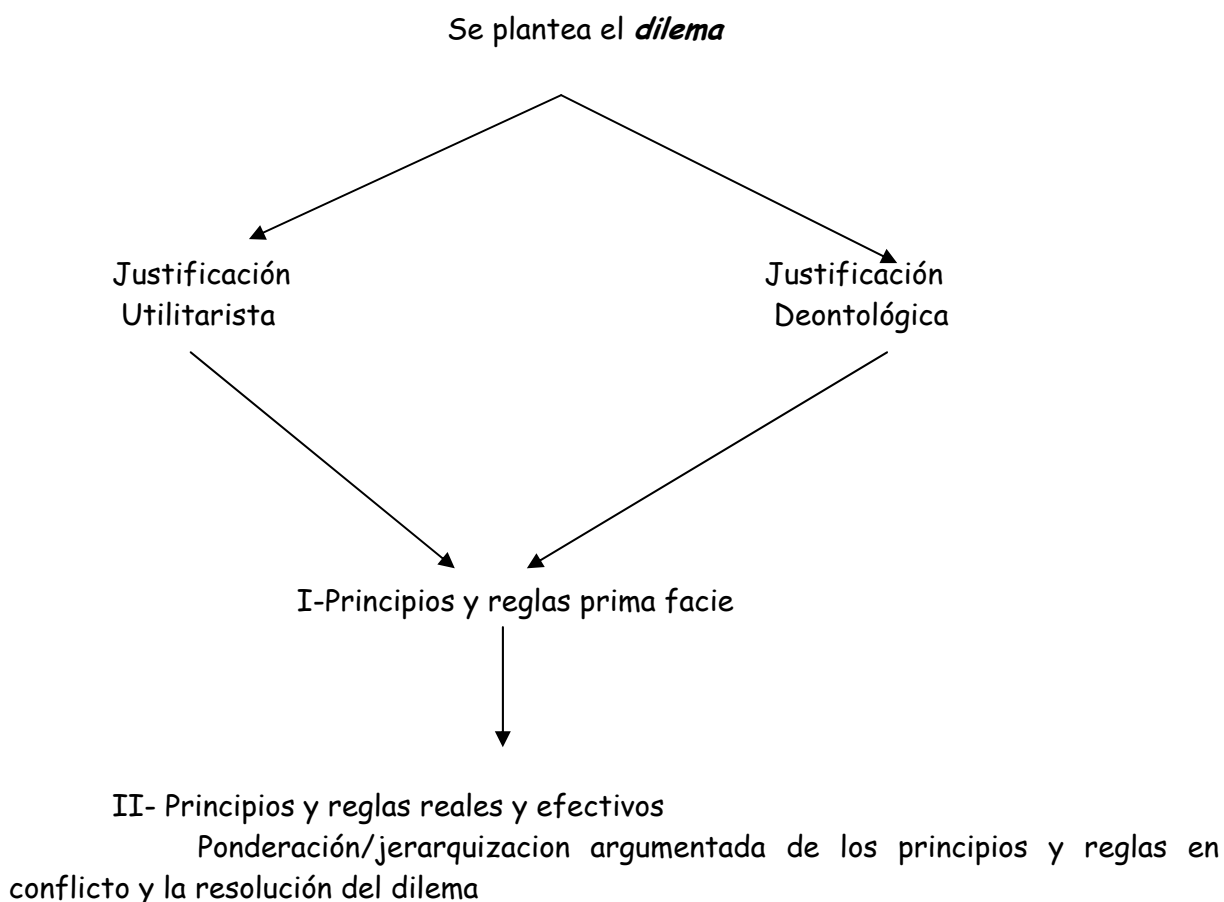 Se plantea el dilema
Justificación
Utilitarista
Justificación
Deontológica
I-Principios y reglas prima facie
II- Principios y reglas reales y efectivos
Ponderación/jerarquizacion argumentada de los principios y reglas en
conflicto y la resolución del dilema